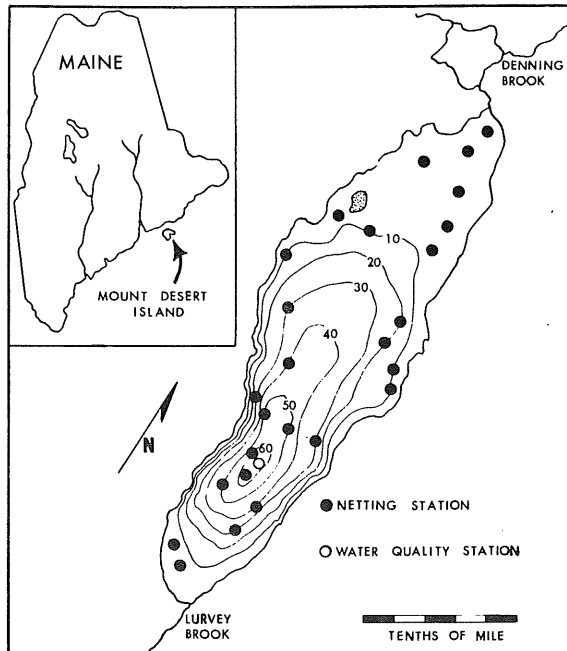 MAINE
MOUNT DESERT
ISLAND
DENNING
BROOK
10
20
30
40
50
60
N
NETTING STATION
WATER QUALITY STATION
LURVEY
BROOK
TENTHS OF MILE